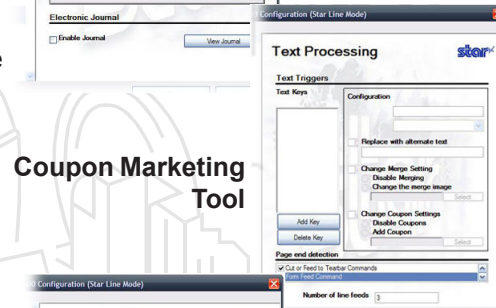 Electronic Journal
Enable Journal
View Journal
Configuration (Star Line Mode)
Text Processing
star
Text Triggers
Text Keys
Configuration
Replace with alternate text
Change Merge Setting
Disable Merging
Change the merge image
Select
Change Coupon Settings
Disable Coupons
Add Coupon
Select
Add Key
Delete Key
Page end detection
Cut or Feed to Tearbar Commands
Form Feed Command
Number of line feeds 3
Coupon Marketing
Tool
Configuration (Star Line Mode)